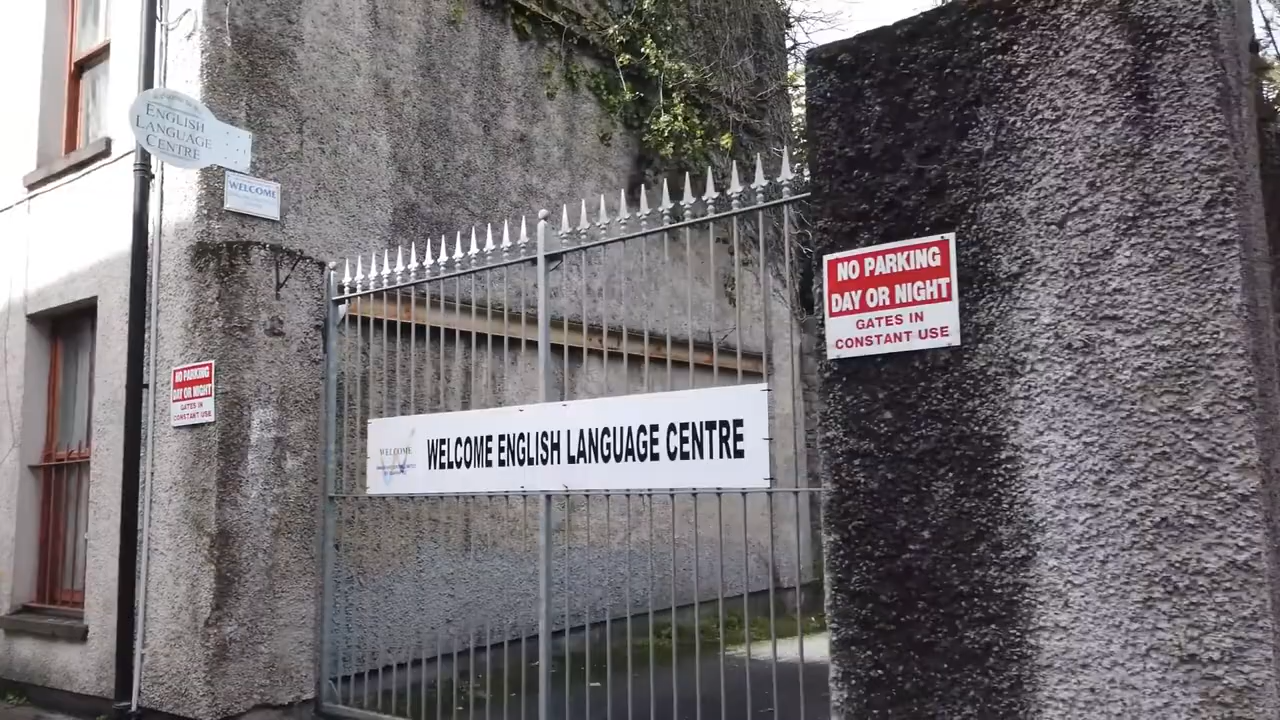 ENGLISH
LANGUAGE
CENTRE
WELCOME
NO PARKING
DAY OR NIGHT
GATES IN
CONSTANT USE
WELCOME
WELCOME ENGLISH LANGUAGE CENTRE
NO PARKING
DAY OR NIGHT
GATES IN
CONSTANT USE